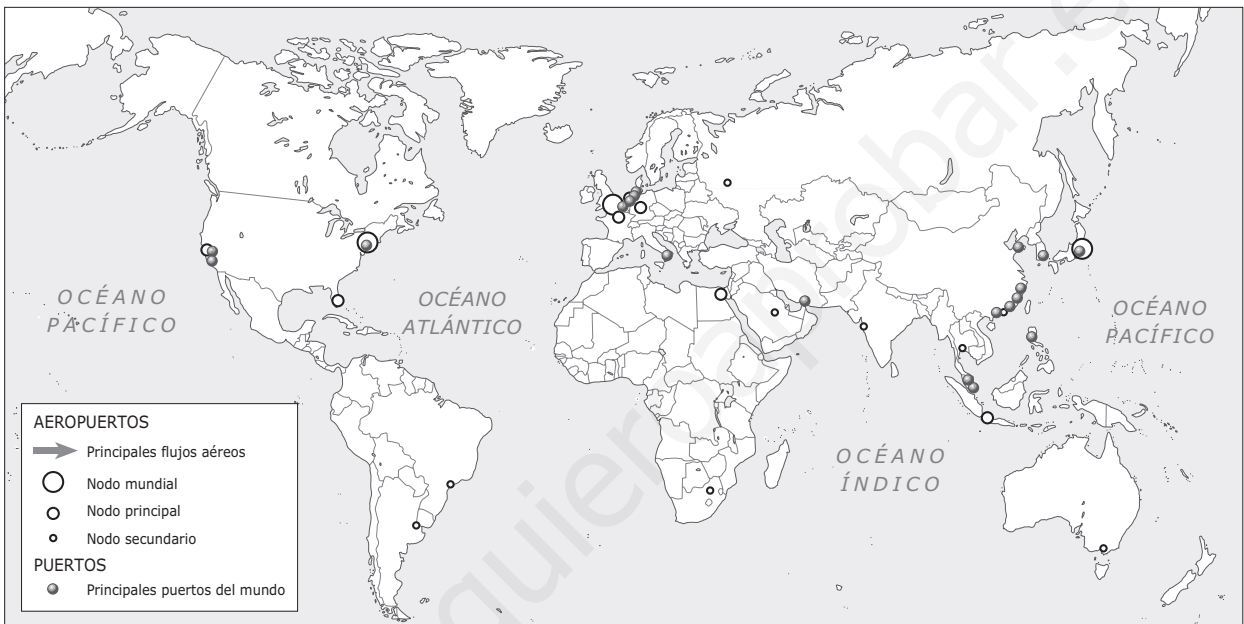 OCÉANO
PACÍFICO
OCÉANO
ATLÁNTICO
OCÉANO
PACÍFICO
OCÉANO
ÍNDICO
AEROPUERTOS
Principales flujos aéreos
Nodo mundial
Nodo principal
Nodo secundario
PUERTOS
Principales puertos del mundo
quieroaprobar.e